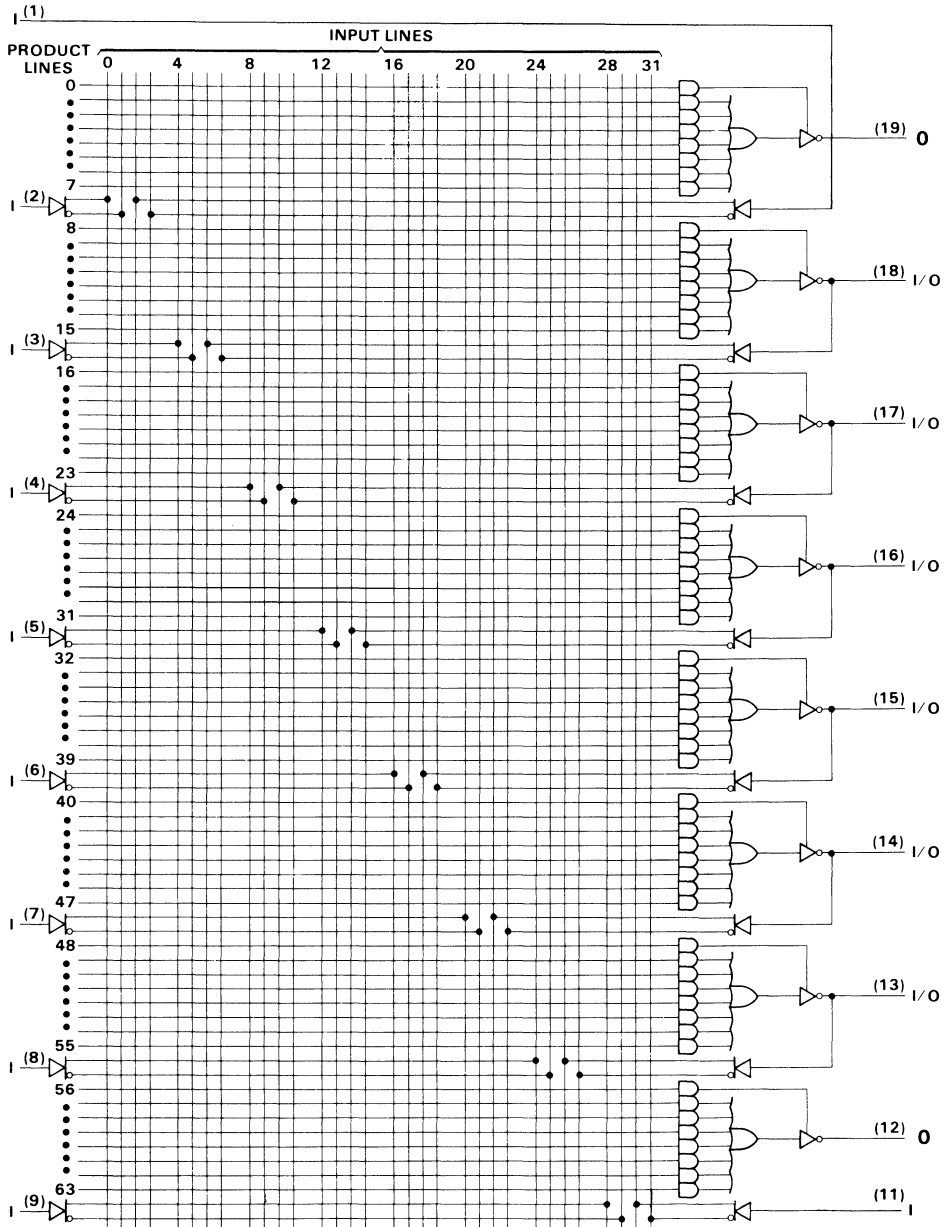 I (1)
INPUT LINES
PRODUCT LINES
0 4 8 12 16 20 24 28 31
0
(19) O
7
I (2)
8
(18) I/O
15
I (3)
16
(17) I/O
23
I (4)
24
(16) I/O
31
I (5)
32
(15) I/O
39
I (6)
40
(14) I/O
47
I (7)
48
(13) I/O
55
I (8)
56
(12) O
63
I (9)
(11) I